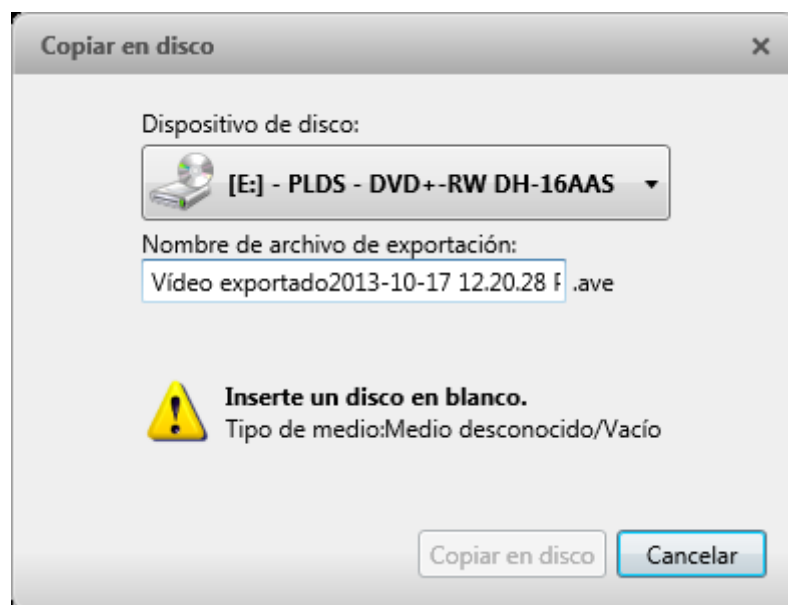 Copiar en disco
Dispositivo de disco:
[E:] - PLDS - DVD+-RW DH-16AAS
Nombre de archivo de exportación:
Vídeo exportado2013-10-17 12.20.28 .ave
Inserte un disco en blanco.
Tipo de medio:Medio desconocido/Vacío
Copiar en disco Cancelar